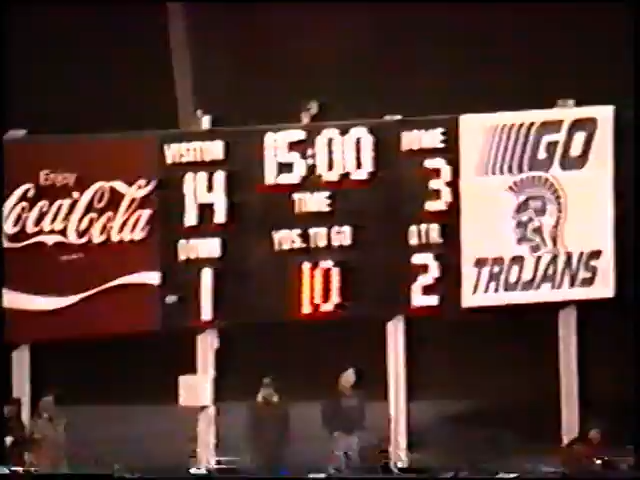 Enjoy
Coca-Cola
VISITOR
14
15:00
TIME
HOME
3
DOWN
1
YDS. TO GO
10
QTR.
2
GO
TROJANS